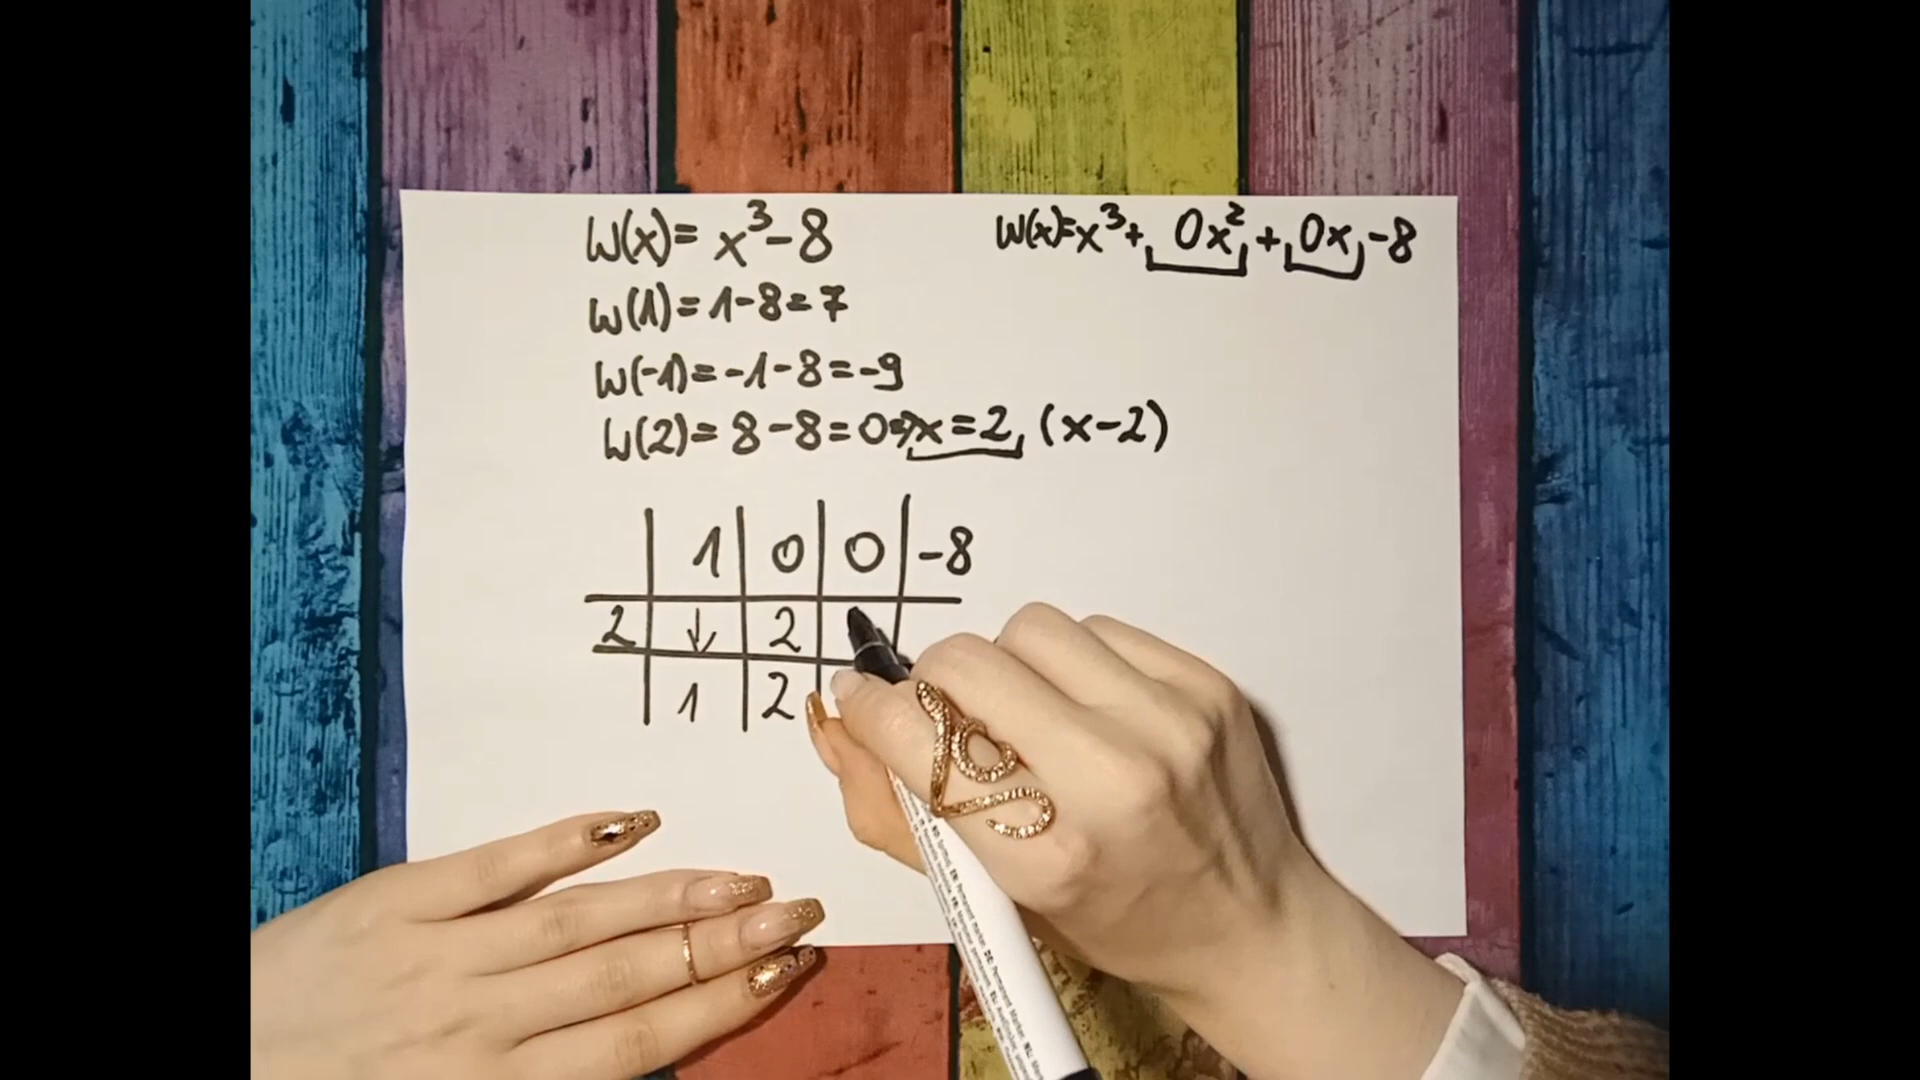 W(x)= x³-8
W(x)=x³+ 0x² + 0x -8
W(1)=1-8=7
W(-1)=-1-8=-9
W(2)= 8-8=0⇒x=2, (x-2)
1 0 0 -8
2 ↓ 2
1 2